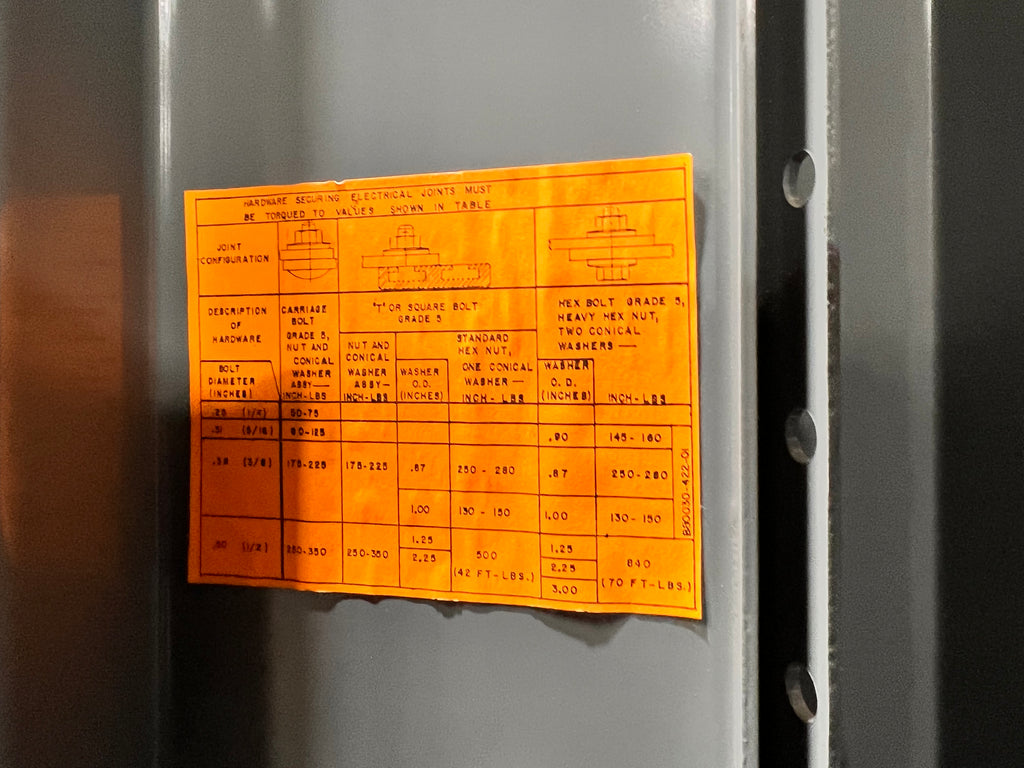 HARDWARE SECURING ELECTRICAL JOINTS MUST
BE TORQUED TO VALUES SHOWN IN TABLE
JOINT
CONFIGURATION
DESCRIPTION
OF
HARDWARE
BOLT
DIAMETER
(INCHES)
CARRIAGE
BOLT
GRADE 5,
NUT AND
CONICAL
WASHER
ASSY—
INCH-LBS
'T' OR SQUARE BOLT
GRADE 5
NUT AND
CONICAL
WASHER
ASSY—
INCH-LBS
WASHER
O.D.
(INCHES)
STANDARD
HEX NUT,
ONE CONICAL
WASHER —
INCH - LBS
HEX BOLT GRADE 5,
HEAVY HEX NUT,
TWO CONICAL
WASHERS —
WASHER
O. D.
(INCHES)
INCH - LBS
.25 (1/4) 50-75
.31 (5/16) 90-125 .90 145- 160
.38 (3/8) 175-225 175-225 .87 250 - 280 .87 250-280
1.00 130 - 150 1.00 130- 150
.50 (1/2) 250-350 250-350 1.25 500 1.25 840
2.25 (42 FT-LBS.) 2.25 (70 FT-LBS.)
3.00
B80030-422-01